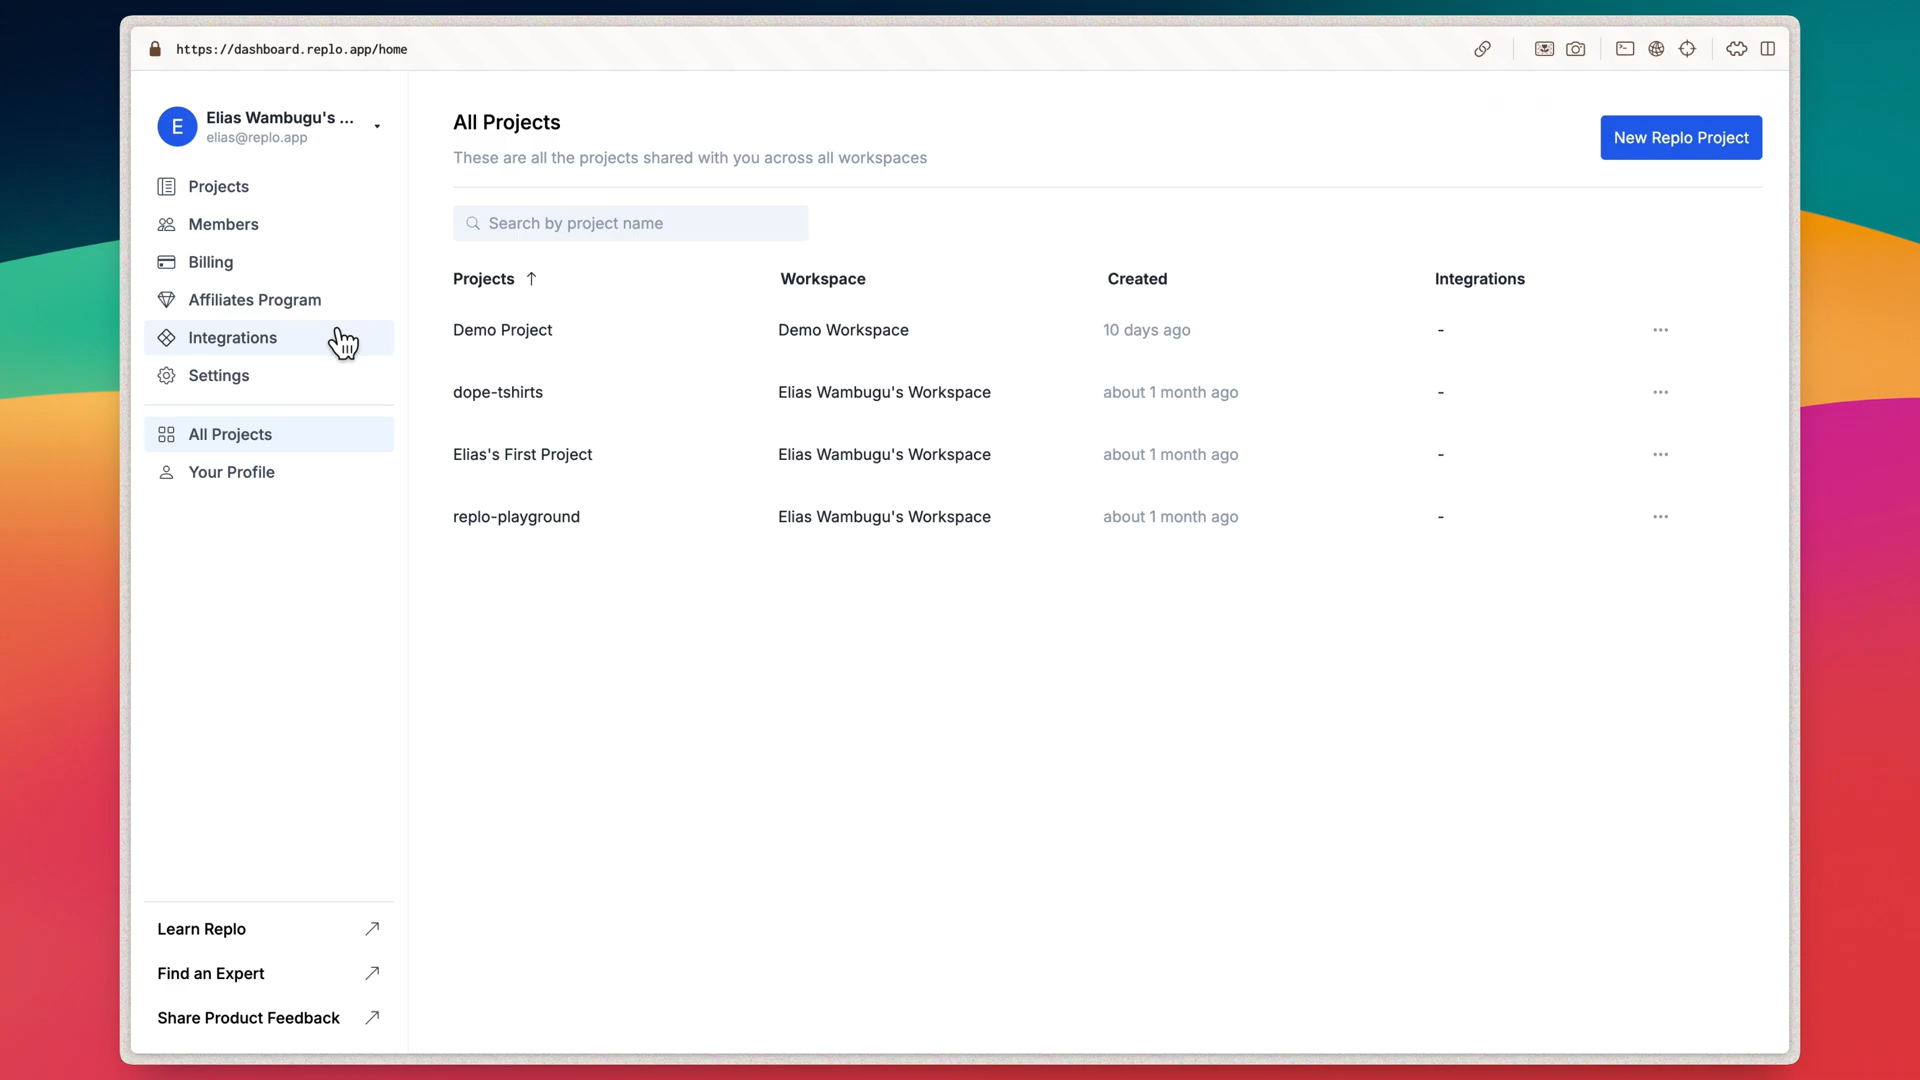 https://dashboard.replo.app/home
E
Elias Wambugu's ...
elias@replo.app
Projects
Members
Billing
Affiliates Program
Integrations
Settings
All Projects
Your Profile
Learn Replo
Find an Expert
Share Product Feedback
All Projects
These are all the projects shared with you across all workspaces
New Replo Project
Search by project name
Projects ↑ Workspace Created Integrations
Demo Project Demo Workspace 10 days ago -
dope-tshirts Elias Wambugu's Workspace about 1 month ago -
Elias's First Project Elias Wambugu's Workspace about 1 month ago -
replo-playground Elias Wambugu's Workspace about 1 month ago -